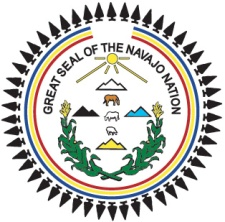 GREAT SEAL OF THE NAVAJO NATION